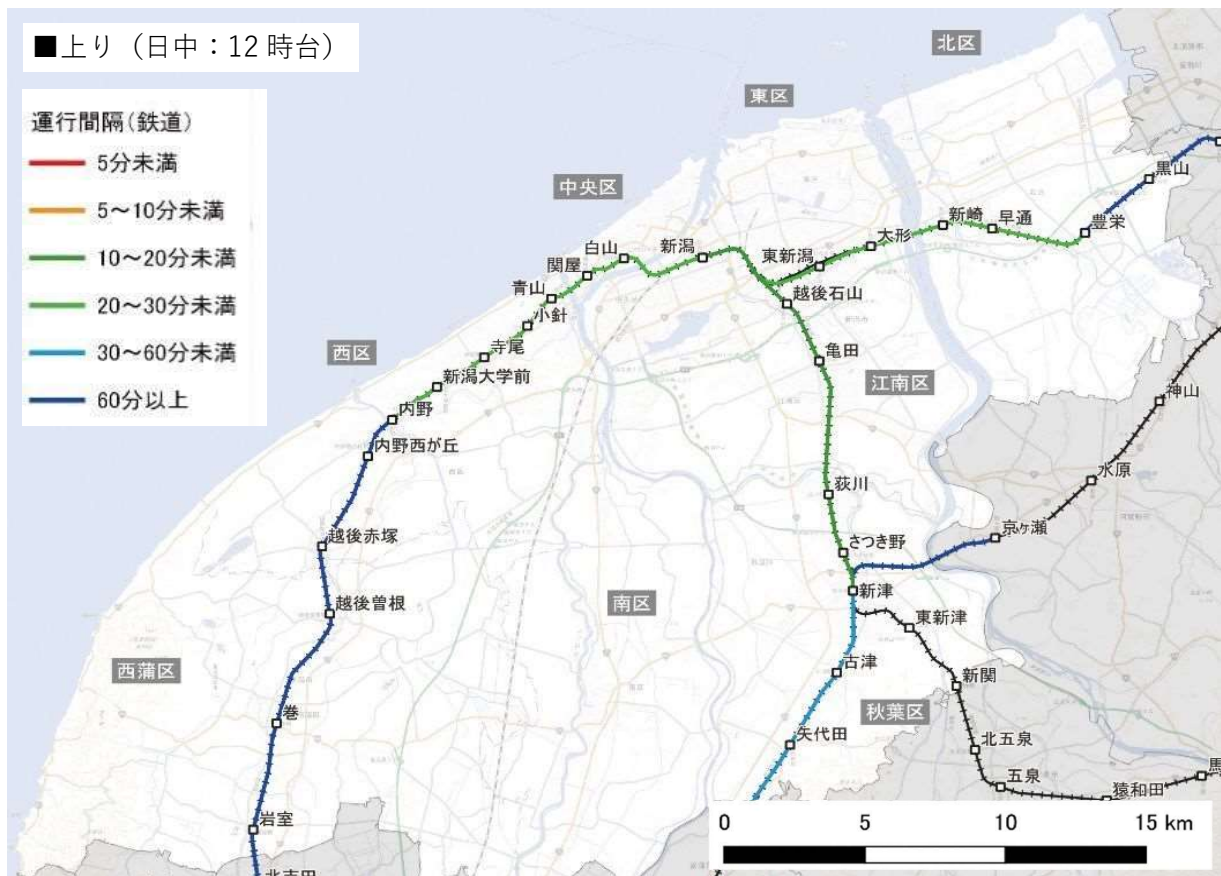 ■上り（日中：12時台）
運行間隔（鉄道）
5分未満
5～10分未満
10～20分未満
20～30分未満
30～60分未満
60分以上
北区
東区
中央区
黒山
豊栄
早通
新崎
大形
東新潟
新潟
白山
関屋
青山
越後石山
小針
寺尾
西区
亀田
江南区
新潟大学前
内野
神山
内野西が丘
水原
荻川
京ヶ瀬
越後赤塚
さつき野
新津
南区
越後曽根
東新津
西蒲区
古津
新関
秋葉区
巻
矢代田
北五泉
五泉
猿和田
馬
岩室
北吉田
0 5 10 15 km